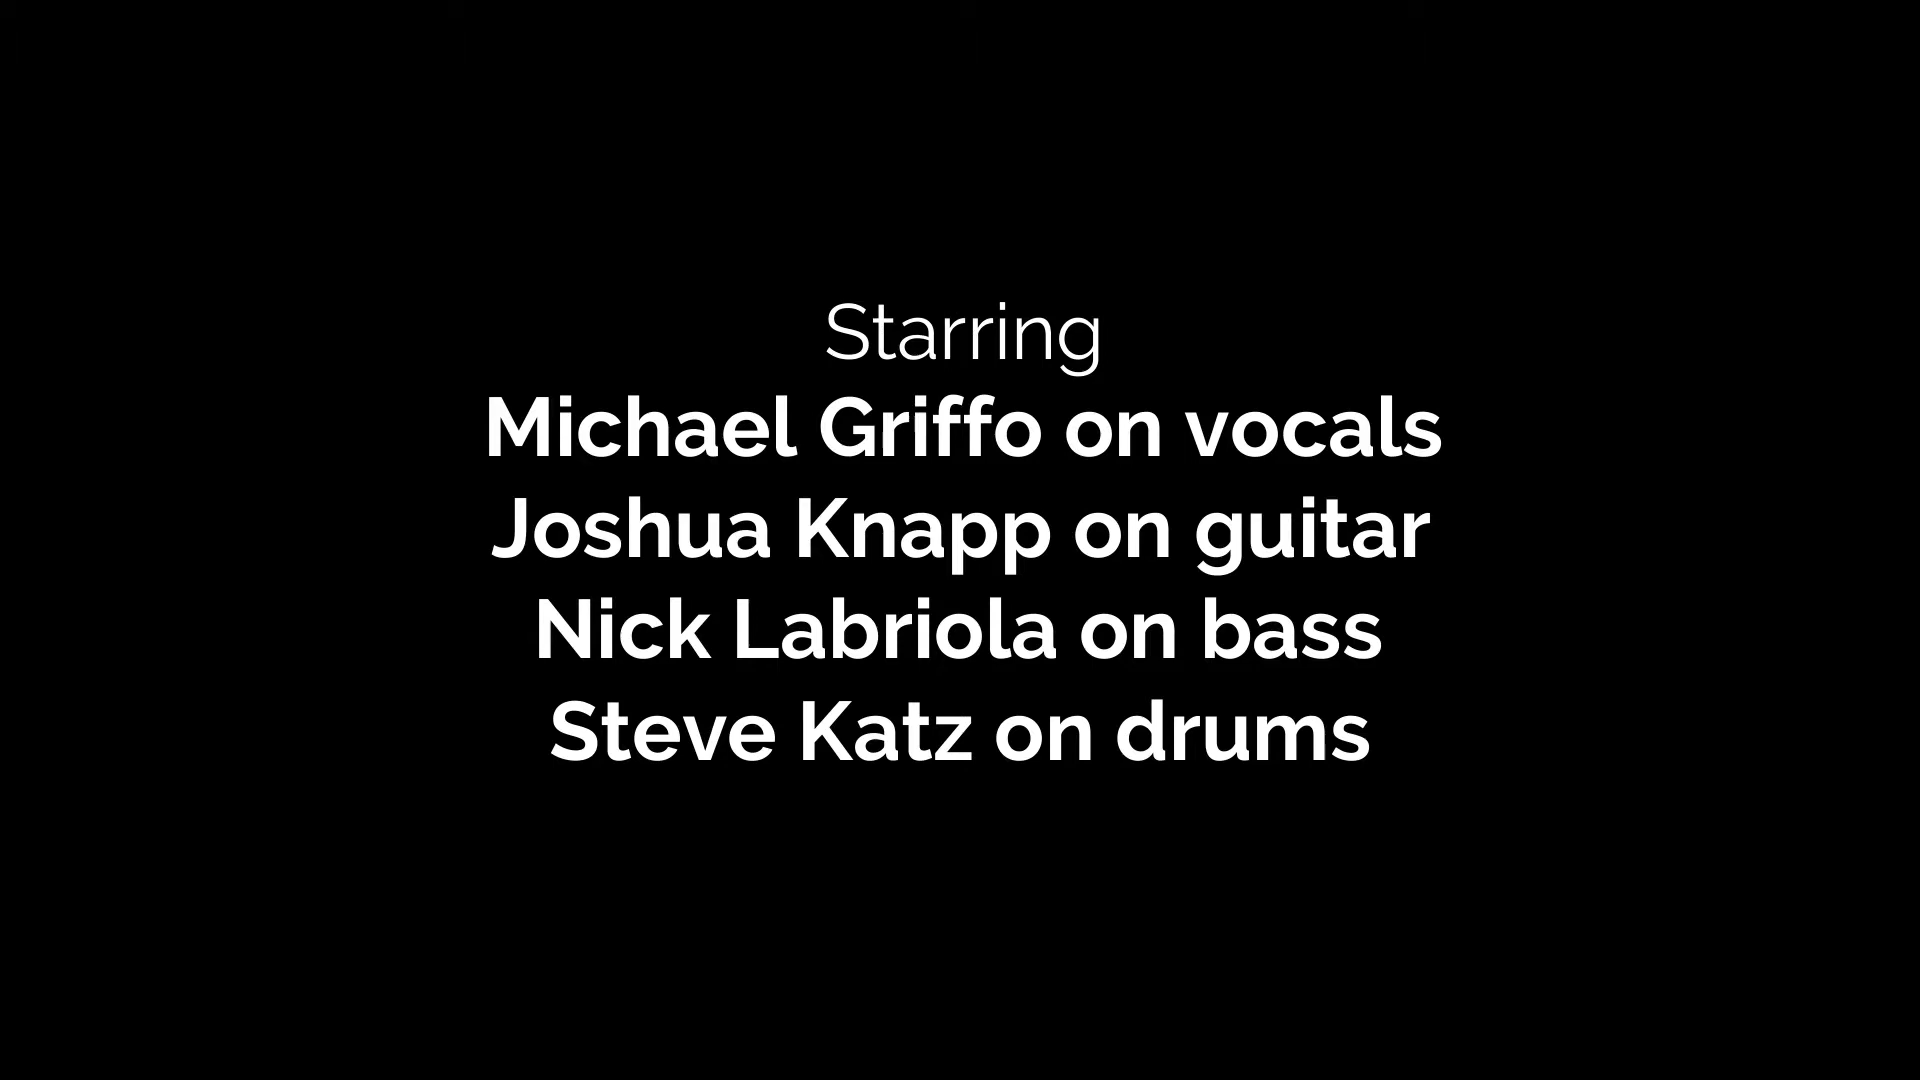 Starring
Michael Griffo on vocals
Joshua Knapp on guitar
Nick Labriola on bass
Steve Katz on drums